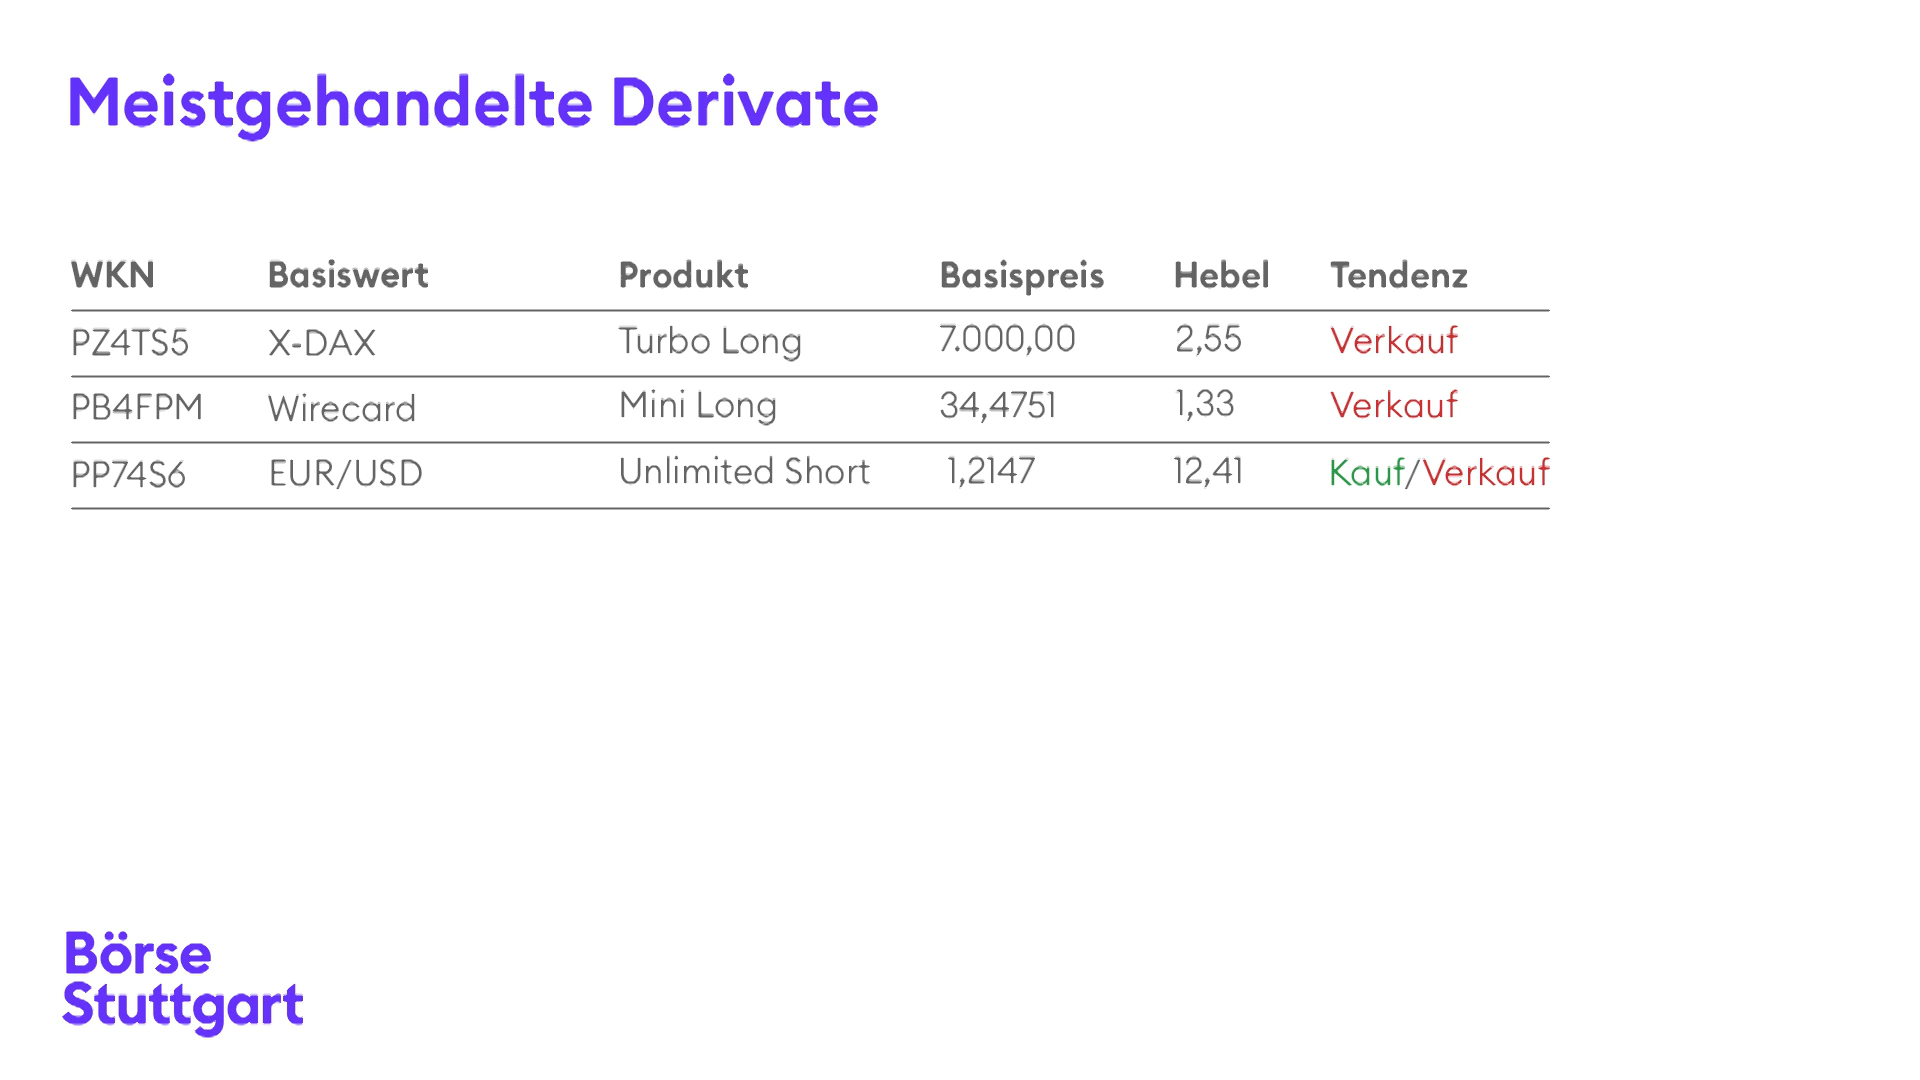 Meistgehandelte Derivate
WKN Basiswert Produkt Basispreis Hebel Tendenz
PZ4TS5 X-DAX Turbo Long 7.000,00 2,55 Verkauf
PB4FPM Wirecard Mini Long 34,4751 1,33 Verkauf
PP74S6 EUR/USD Unlimited Short 1,2147 12,41 Kauf/Verkauf
Börse
Stuttgart